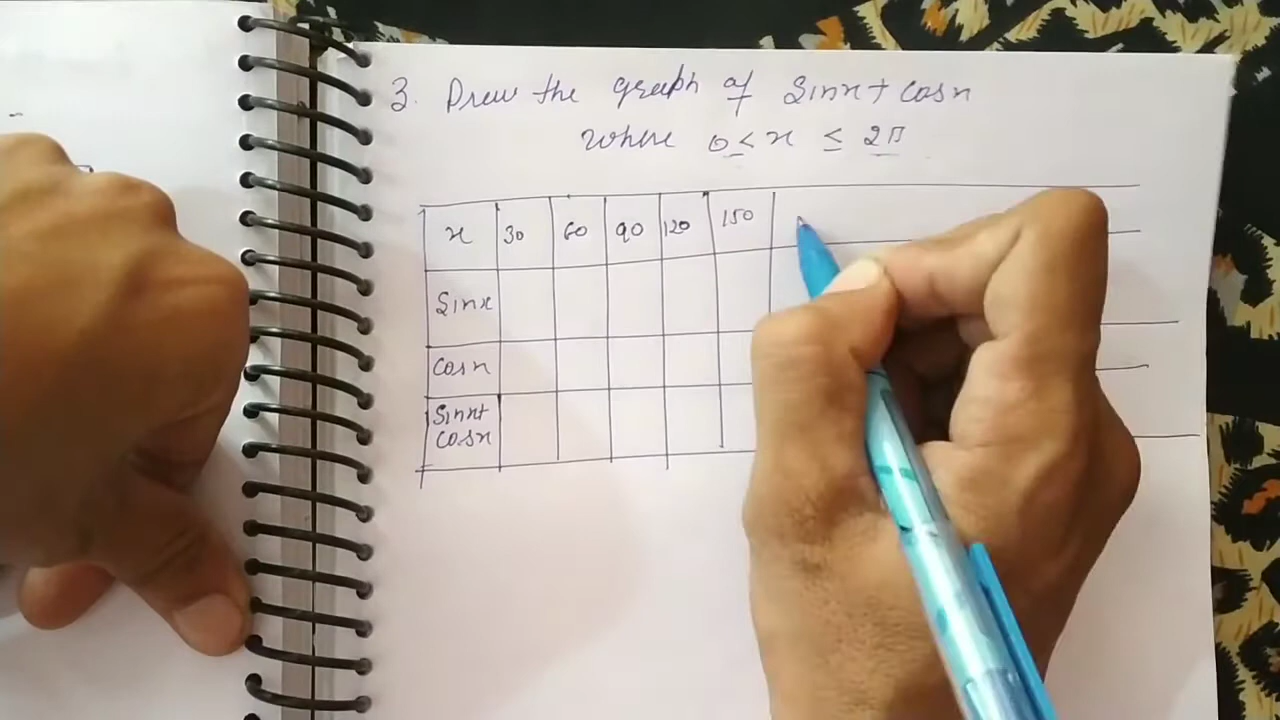 3. Draw the graph of Sinx + cosx
where 0 < x ≤ 2π
x 30 60 90 120 150
Sinx
cosx
Sinx+
cosx